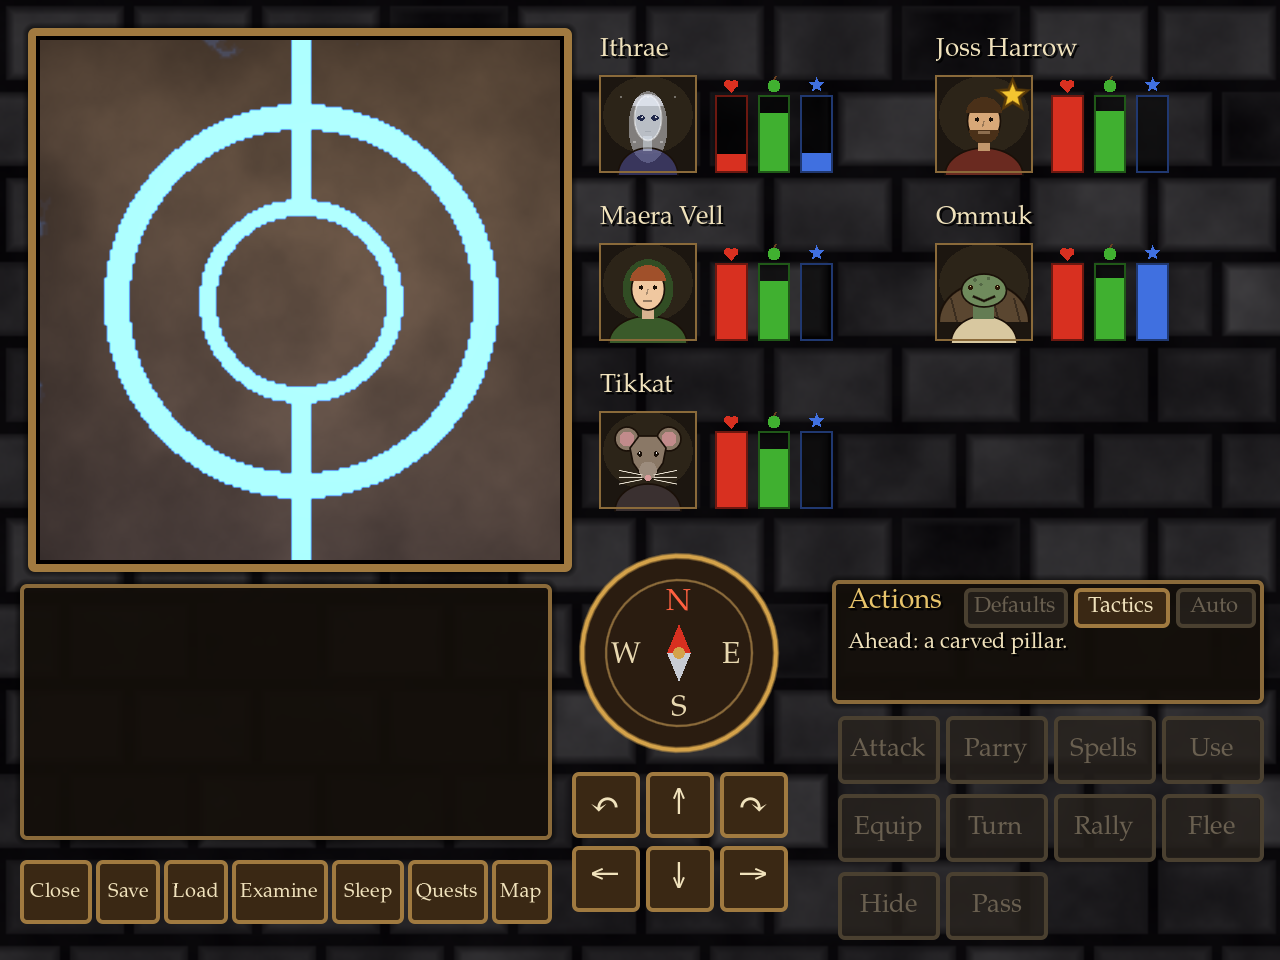 Ithrae
Joss Harrow
Maera Vell
Ommuk
Tikkat
N
W E
S
Actions Defaults Tactics Auto
Ahead: a carved pillar.
Attack Parry Spells Use
Equip Turn Rally Flee
Hide Pass
Close Save Load Examine Sleep Quests Map